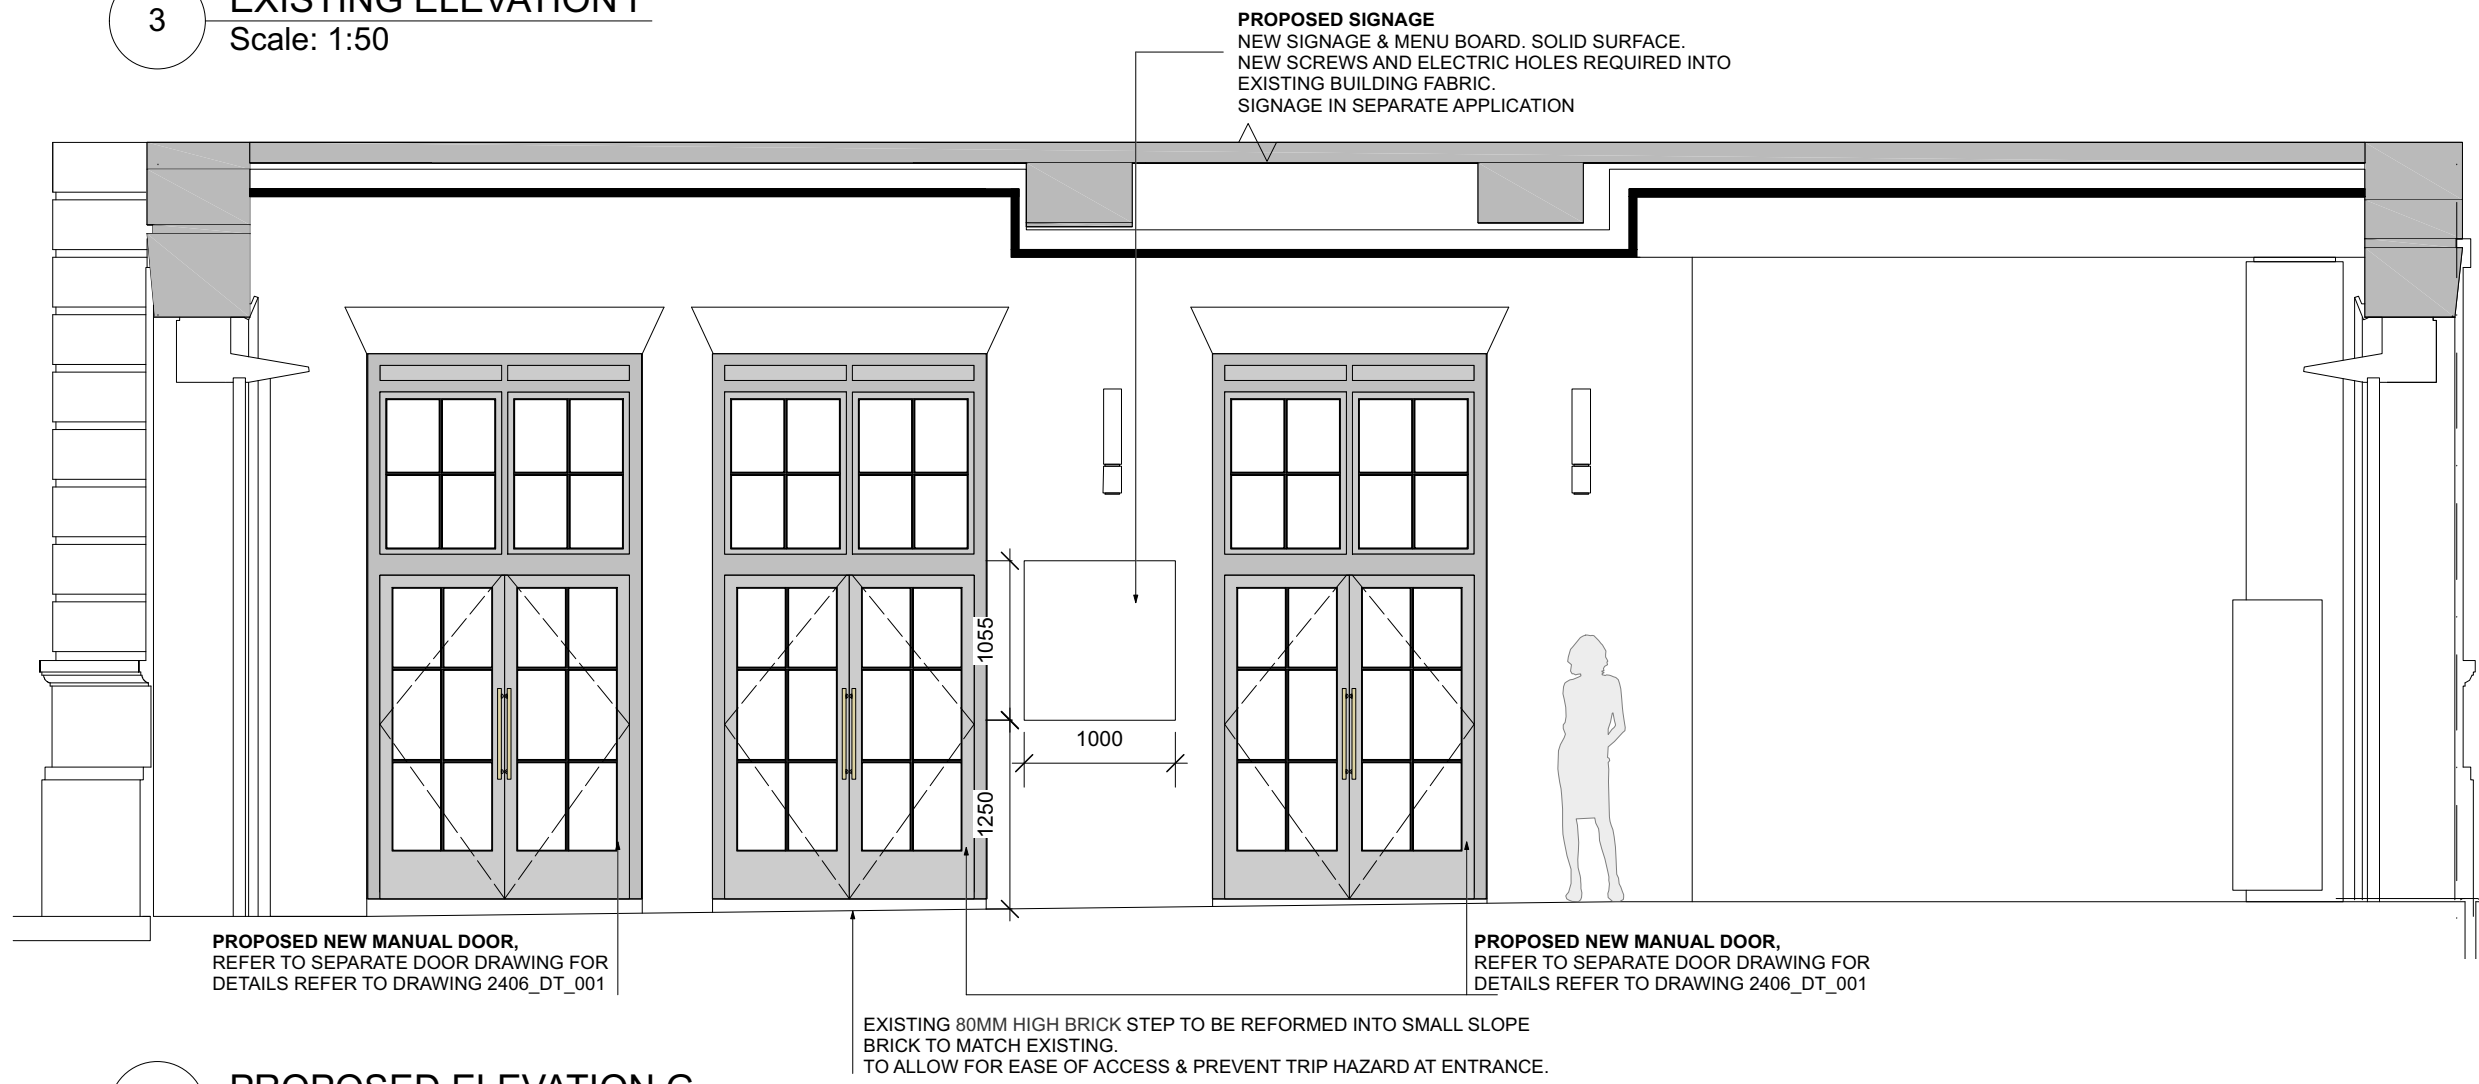 3
EXISTING ELEVATION F
Scale: 1:50
PROPOSED SIGNAGE
NEW SIGNAGE & MENU BOARD. SOLID SURFACE.
NEW SCREWS AND ELECTRIC HOLES REQUIRED INTO
EXISTING BUILDING FABRIC.
SIGNAGE IN SEPARATE APPLICATION
1055
1000
1250
PROPOSED NEW MANUAL DOOR,
REFER TO SEPARATE DOOR DRAWING FOR
DETAILS REFER TO DRAWING 2406_DT_001
PROPOSED NEW MANUAL DOOR,
REFER TO SEPARATE DOOR DRAWING FOR
DETAILS REFER TO DRAWING 2406_DT_001
EXISTING 80MM HIGH BRICK STEP TO BE REFORMED INTO SMALL SLOPE
BRICK TO MATCH EXISTING.
TO ALLOW FOR EASE OF ACCESS & PREVENT TRIP HAZARD AT ENTRANCE.
PROPOSED ELEVATION